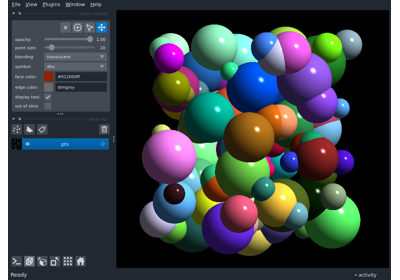 File View Plugins Window Help
opacity: 1.00
point size: 10
blending: translucent
symbol: disc
face color: #912000ff
edge color: dimgrey
display text: ✓
out of slice:
pts
Ready
activity